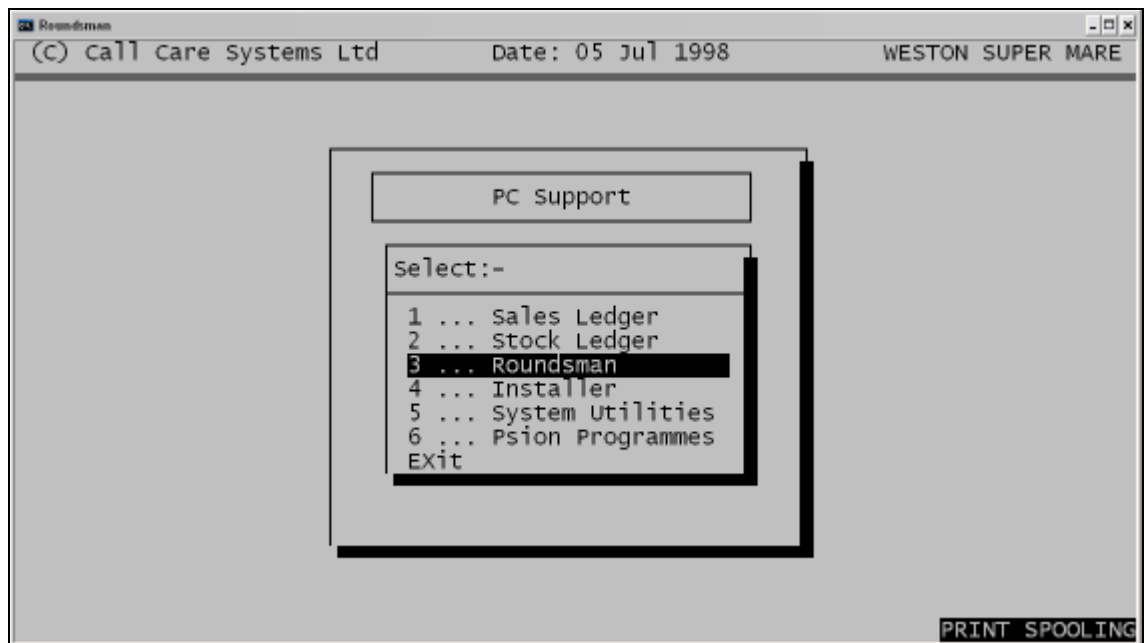 Roundsman
(C) Call Care Systems Ltd Date: 05 Jul 1998 WESTON SUPER MARE
PC Support
Select:-
1 ... Sales Ledger
2 ... Stock Ledger
3 ... Roundsman
4 ... Installer
5 ... System Utilities
6 ... Psion Programmes
EXit
PRINT SPOOLING